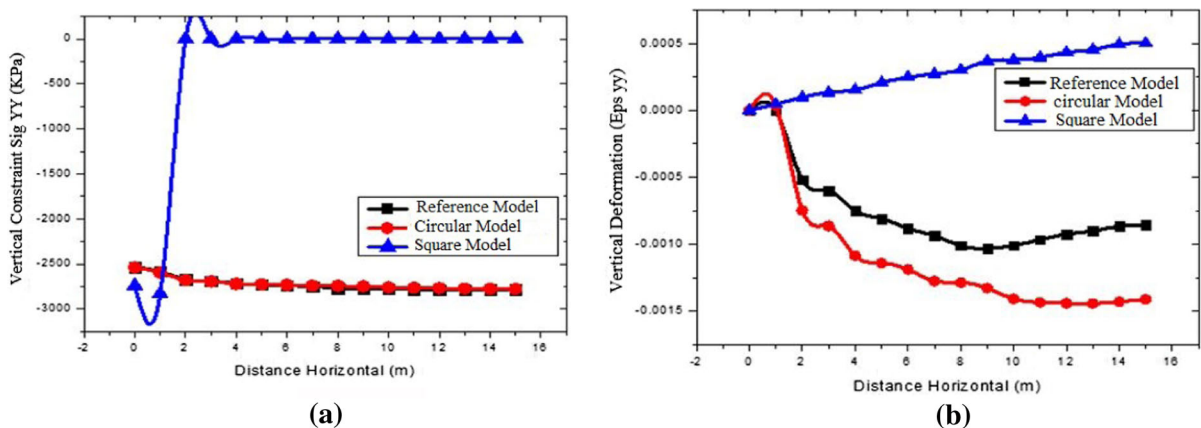 0
-500
-1000
-1500
-2000
-2500
-3000
Vertical Constraint Sig YY (KPa)
Reference Model
Circular Model
Square Model
-2 0 2 4 6 8 10 12 14 16
Distance Horizontal (m)
(a)
0.0005
0.0000
-0.0005
-0.0010
-0.0015
Vertical Deformation (Eps yy)
Reference Model
circular Model
Square Model
-2 0 2 4 6 8 10 12 14 16
Distance Horizontal (m)
(b)